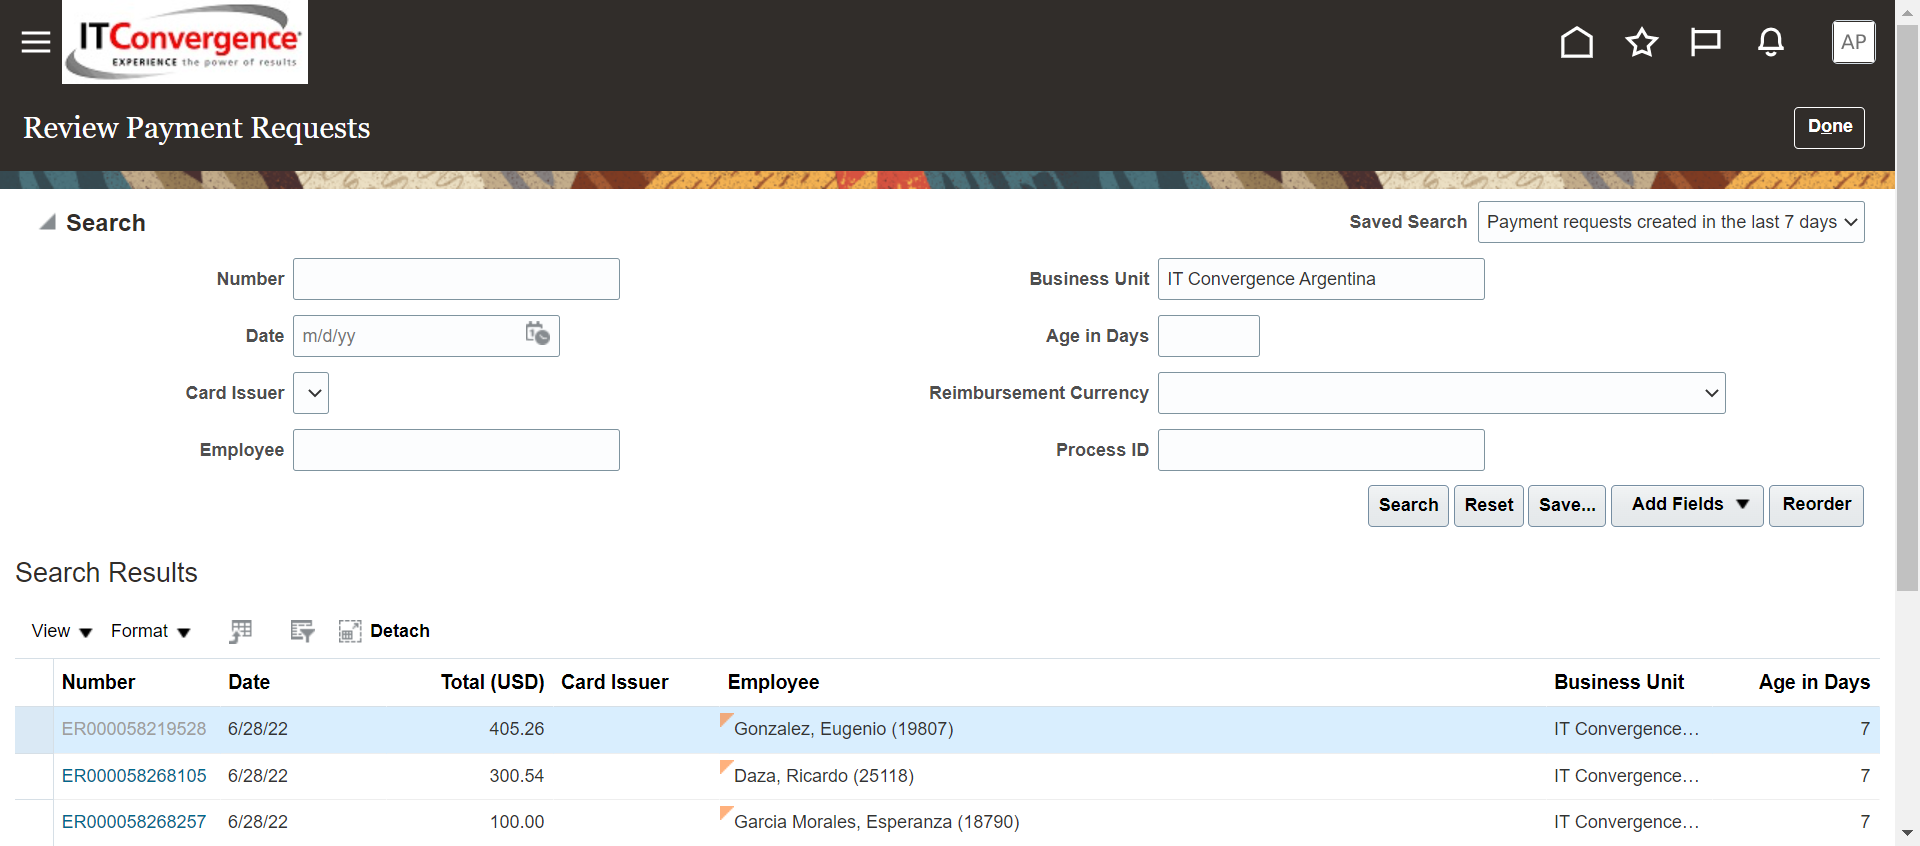 ITConvergence
EXPERIENCE the power of results
AP
Review Payment Requests
Done
Search
Saved Search Payment requests created in the last 7 days
Number
Business Unit IT Convergence Argentina
Date m/d/yy
Age in Days
Card Issuer
Reimbursement Currency
Employee
Process ID
Search Reset Save... Add Fields Reorder
Search Results
View Format Detach
Number Date Total (USD) Card Issuer Employee Business Unit Age in Days
ER000058219528 6/28/22 405.26 Gonzalez, Eugenio (19807) IT Convergence… 7
ER000058268105 6/28/22 300.54 Daza, Ricardo (25118) IT Convergence… 7
ER000058268257 6/28/22 100.00 Garcia Morales, Esperanza (18790) IT Convergence… 7